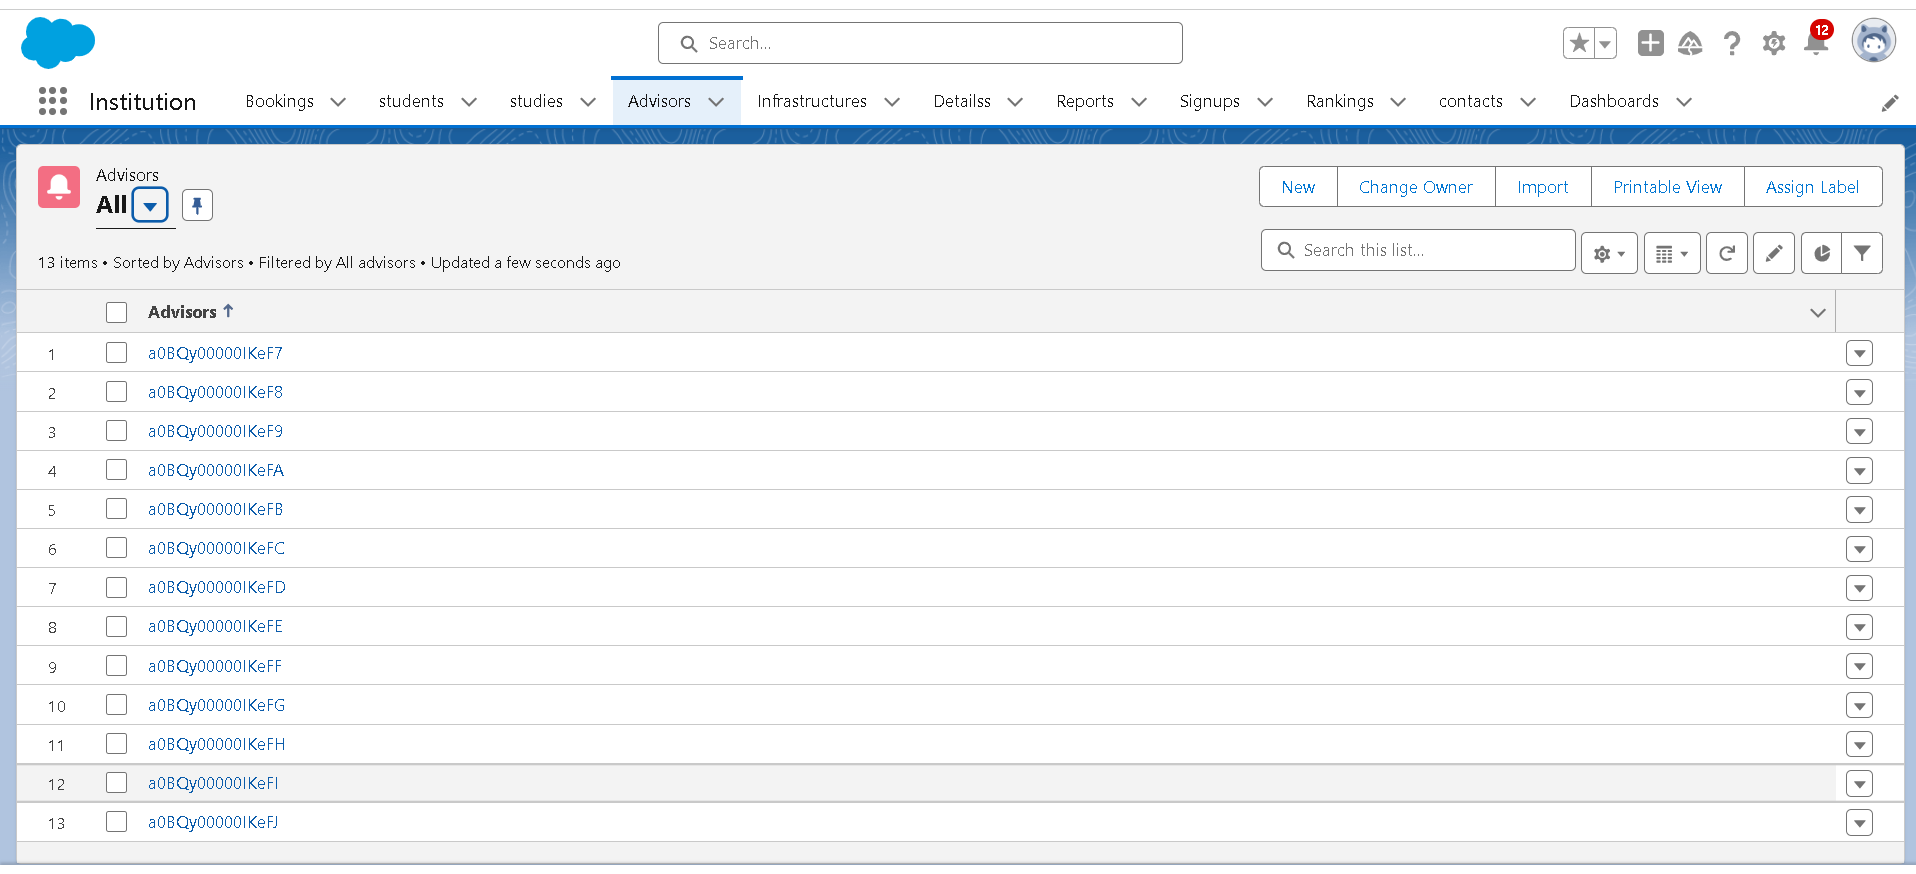 Search...
12
Institution
Bookings
students
studies
Advisors
Infrastructures
Detailss
Reports
Signups
Rankings
contacts
Dashboards
Advisors
All
New
Change Owner
Import
Printable View
Assign Label
13 items • Sorted by Advisors • Filtered by All advisors • Updated a few seconds ago
Search this list...
Advisors ↑
1 a0BQy00000IKeF7
2 a0BQy00000IKeF8
3 a0BQy00000IKeF9
4 a0BQy00000IKeFA
5 a0BQy00000IKeFB
6 a0BQy00000IKeFC
7 a0BQy00000IKeFD
8 a0BQy00000IKeFE
9 a0BQy00000IKeFF
10 a0BQy00000IKeFG
11 a0BQy00000IKeFH
12 a0BQy00000IKeFI
13 a0BQy00000IKeFJ